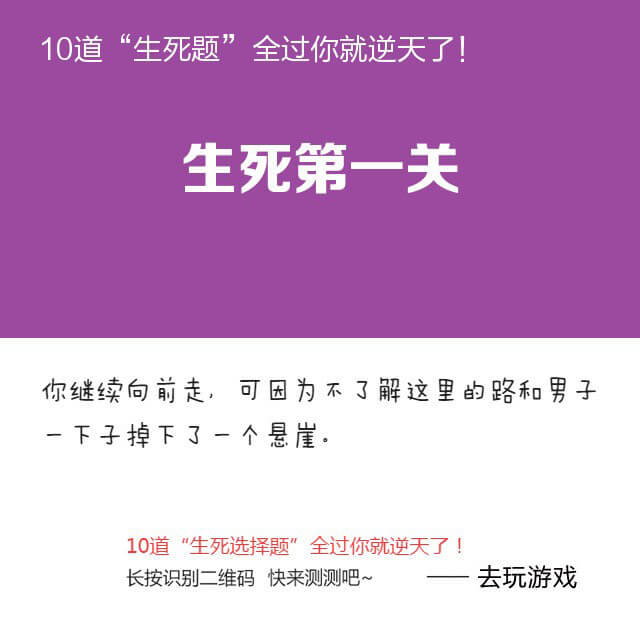 10道“生死题”全过你就逆天了！
生死第一关
你继续向前走，可因为不了解这里的路和男子
一下子掉下了一个悬崖。
10道“生死选择题”全过你就逆天了！
长按识别二维码 快来测测吧~ —— 去玩游戏